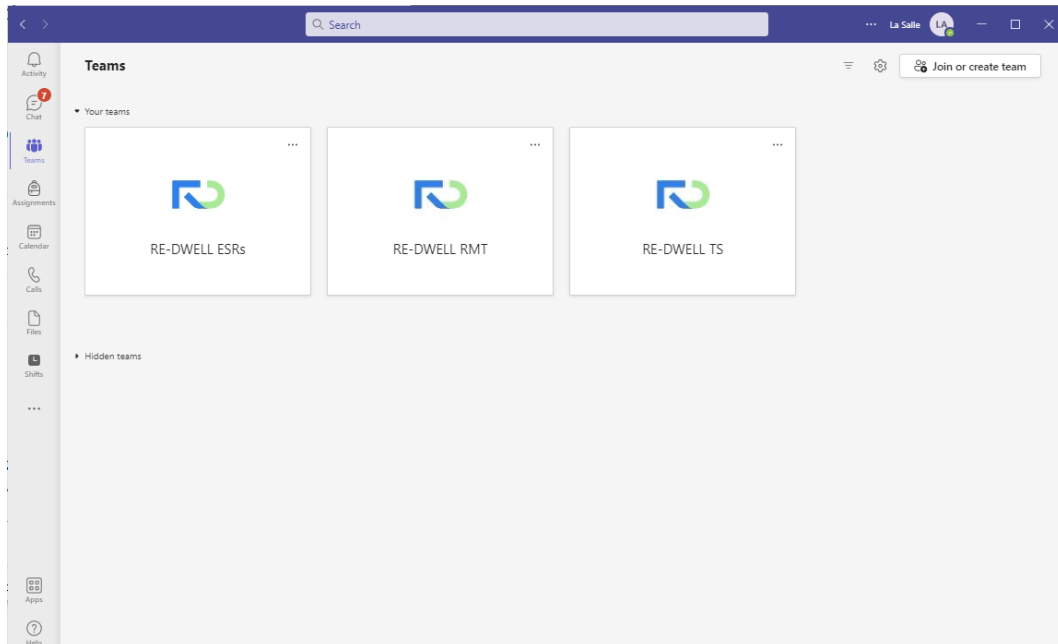 Search
La Salle
LA
Activity
7
Chat
Teams
Assignments
Calendar
Calls
Files
Shifts
Apps
Help
Teams
Join or create team
Your teams
RE-DWELL ESRs
RE-DWELL RMT
RE-DWELL TS
Hidden teams